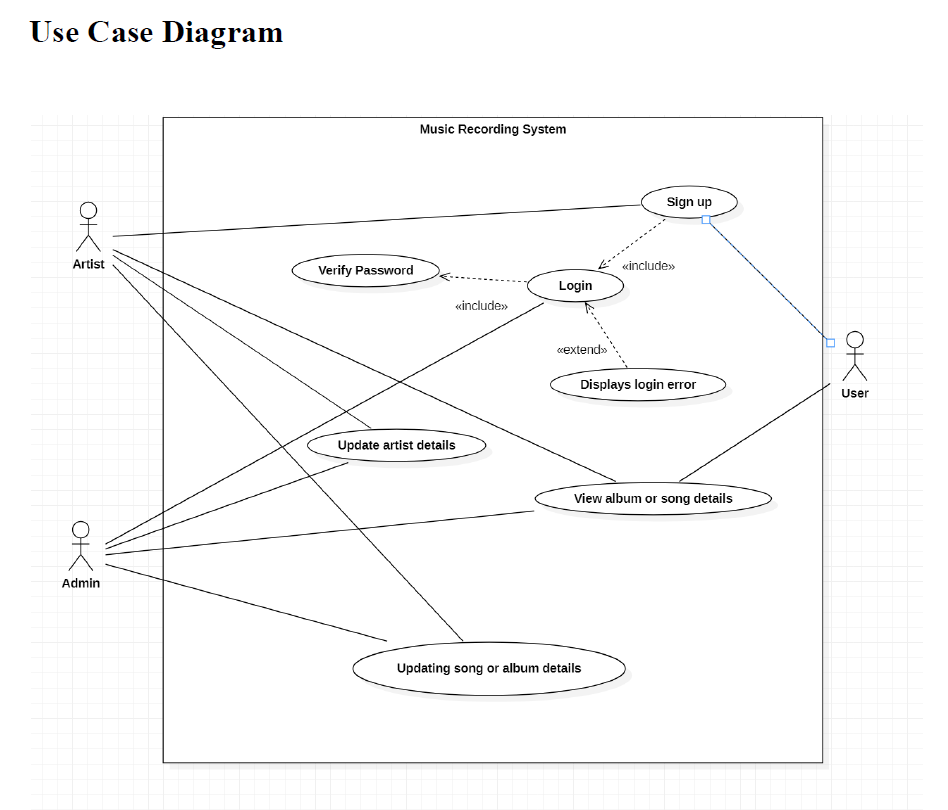 Use Case Diagram
Music Recording System
Sign up
Artist
Verify Password
«include»
Login
«include»
«extend»
Displays login error
User
Update artist details
View album or song details
Admin
Updating song or album details